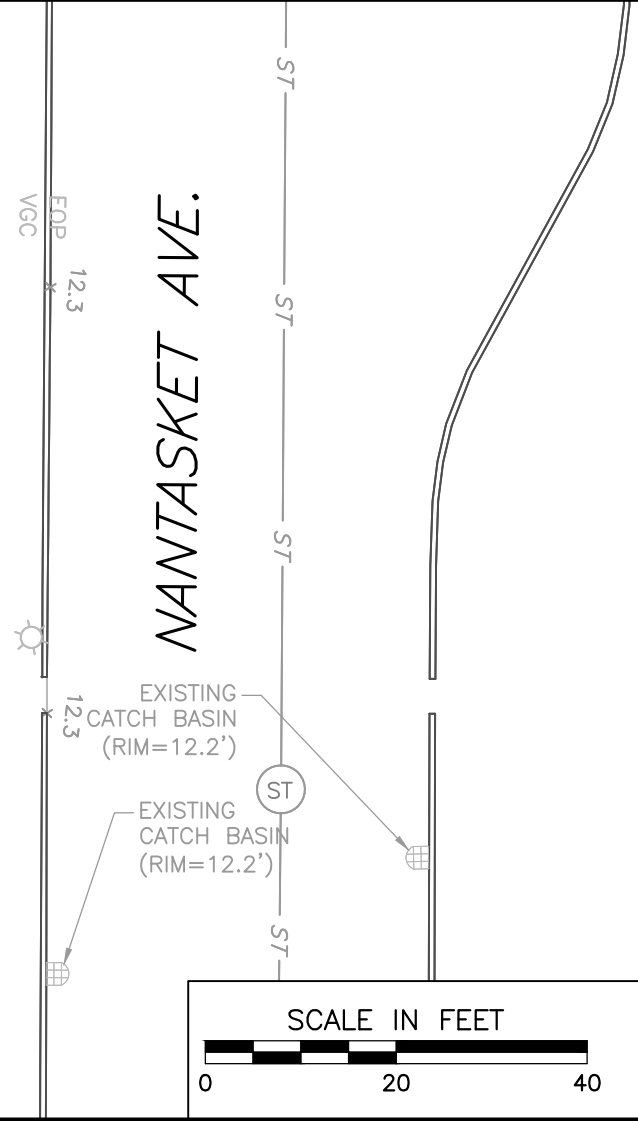 ST
EOP
VGC
12.3
NANTASKET AVE.
ST
ST
12.3
EXISTING
CATCH BASIN
(RIM=12.2')
ST
EXISTING
CATCH BASIN
(RIM=12.2')
ST
SCALE IN FEET
0 20 40